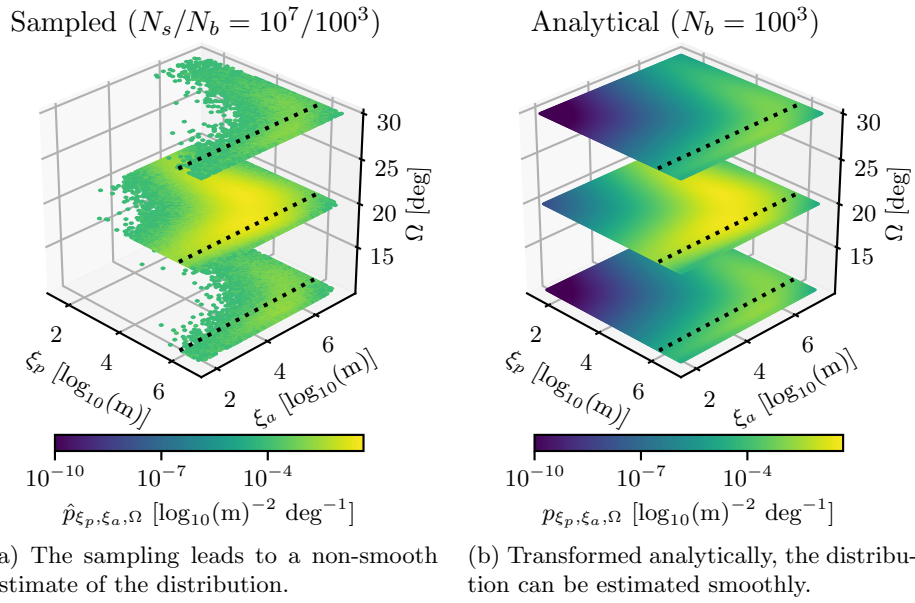 Sampled (N_s/N_b = 10^7/100^3)
Analytical (N_b = 100^3)
30
25
20
15
Ω [deg]
2
4
6
ξ_p [log_10(m)]
2
4
6
ξ_a [log_10(m)]
30
25
20
15
Ω [deg]
2
4
6
ξ_p [log_10(m)]
2
4
6
ξ_a [log_10(m)]
10^−10
10^−7
10^−4
p̂_ξ_p,ξ_a,Ω [log_10(m)^−2 deg^−1]
10^−10
10^−7
10^−4
p_ξ_p,ξ_a,Ω [log_10(m)^−2 deg^−1]
a) The sampling leads to a non-smooth
stimate of the distribution.
(b) Transformed analytically, the distribu-
tion can be estimated smoothly.